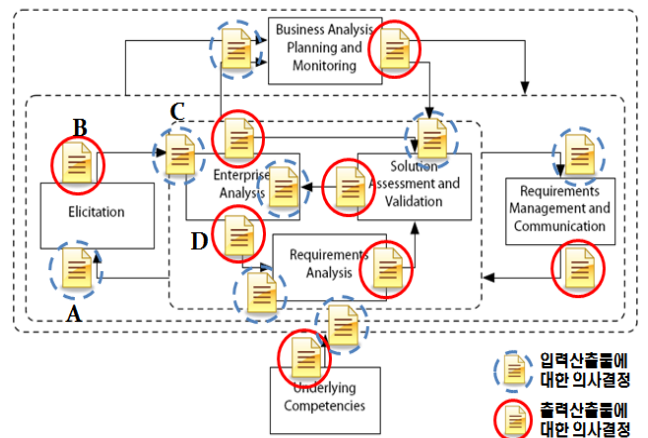 Business Analysis
Planning and
Monitoring
C
B
Enterprise
Analysis
Solution
Assessment and
Validation
Elicitation
Requirements
Management and
Communication
D
Requirements
Analysis
A
Underlying
Competencies
입력산출물에
대한 의사결정
출력산출물에
대한 의사결정